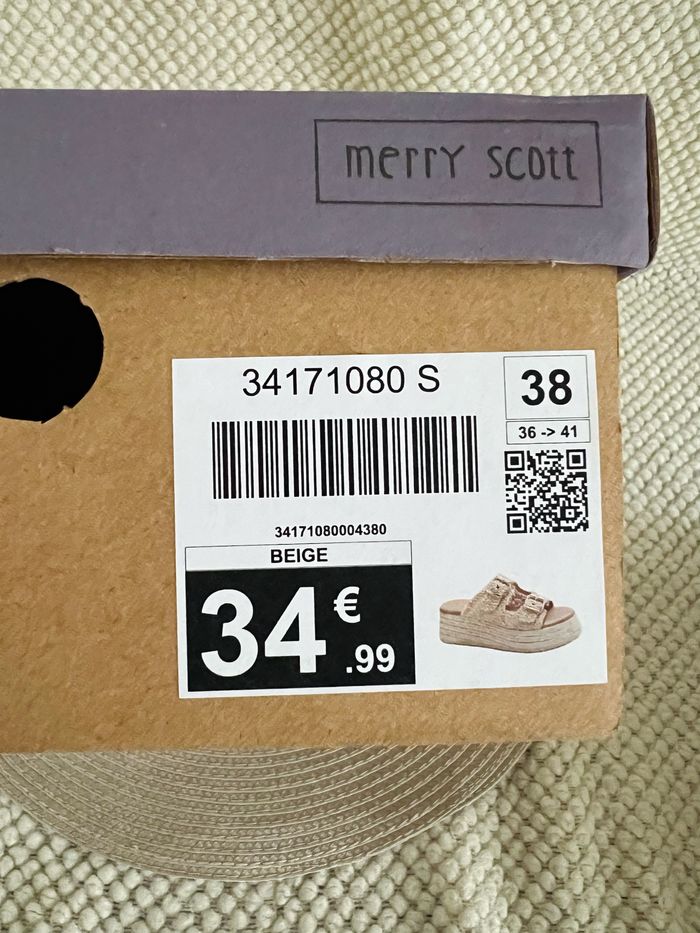 merry scott
34171080 S
38
36 -> 41
34171080004380
BEIGE
34 €.99